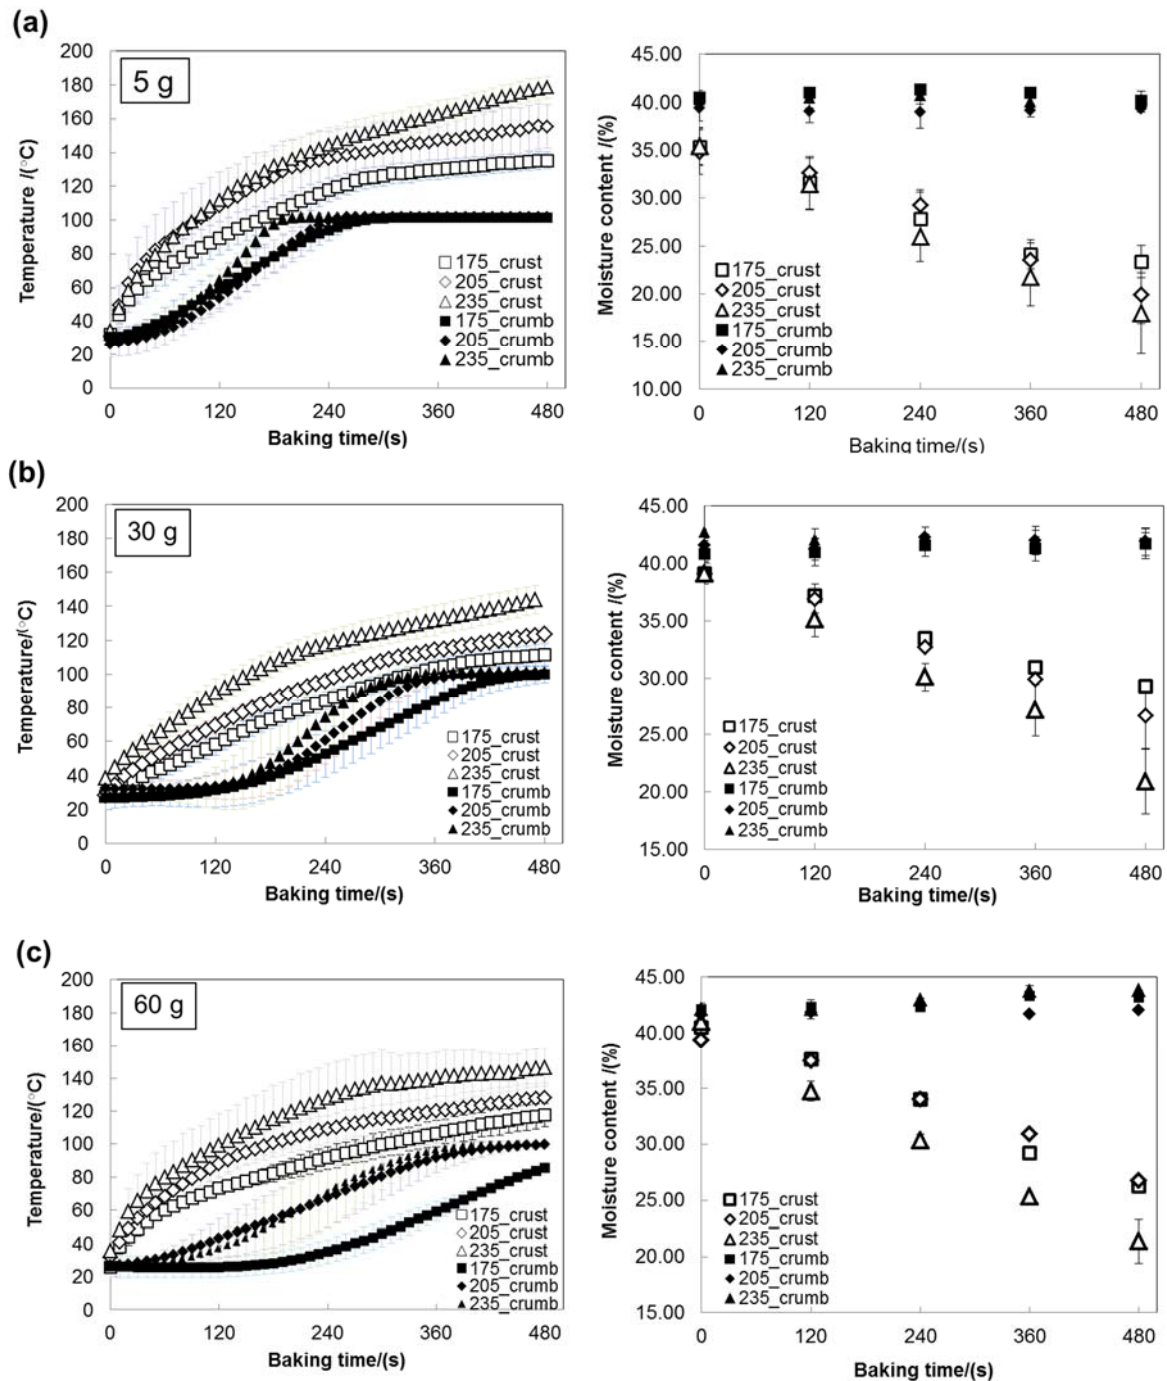 (a)
5 g
Temperature /(°C)
200
180
160
140
120
100
80
60
40
20
0
175_crust
205_crust
235_crust
175_crumb
205_crumb
235_crumb
0 120 240 360 480
Baking time/(s)
Moisture content /(%)
45.00
40.00
35.00
30.00
25.00
20.00
15.00
10.00
175_crust
205_crust
235_crust
175_crumb
205_crumb
235_crumb
0 120 240 360 480
Baking time/(s)
(b)
30 g
Temperature/(°C)
200
180
160
140
120
100
80
60
40
20
0
175_crust
205_crust
235_crust
175_crumb
205_crumb
235_crumb
0 120 240 360 480
Baking time/(s)
Moisture content /(%)
45.00
40.00
35.00
30.00
25.00
20.00
15.00
175_crust
205_crust
235_crust
175_crumb
205_crumb
235_crumb
0 120 240 360 480
Baking time/(s)
(c)
60 g
Temperature/(°C)
200
180
160
140
120
100
80
60
40
20
0
175_crust
205_crust
235_crust
175_crumb
205_crumb
235_crumb
0 120 240 360 480
Baking time/(s)
Moisture content /(%)
45.00
40.00
35.00
30.00
25.00
20.00
15.00
175_crust
205_crust
235_crust
175_crumb
205_crumb
235_crumb
0 120 240 360 480
Baking time/(s)